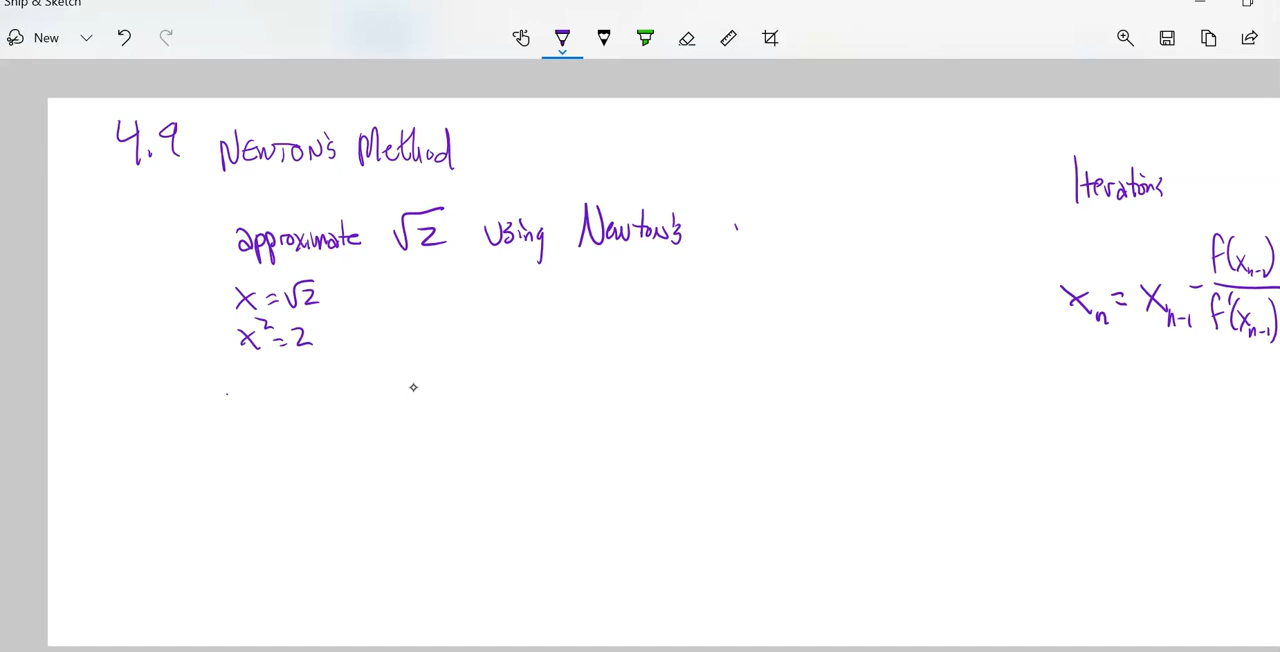 Snip & Sketch
New
4.9 Newton's Method
approximate √2 using Newton's
x = √2
x² = 2
Iterations
xₙ = xₙ₋₁ - f(xₙ₋₁) / f'(xₙ₋₁)